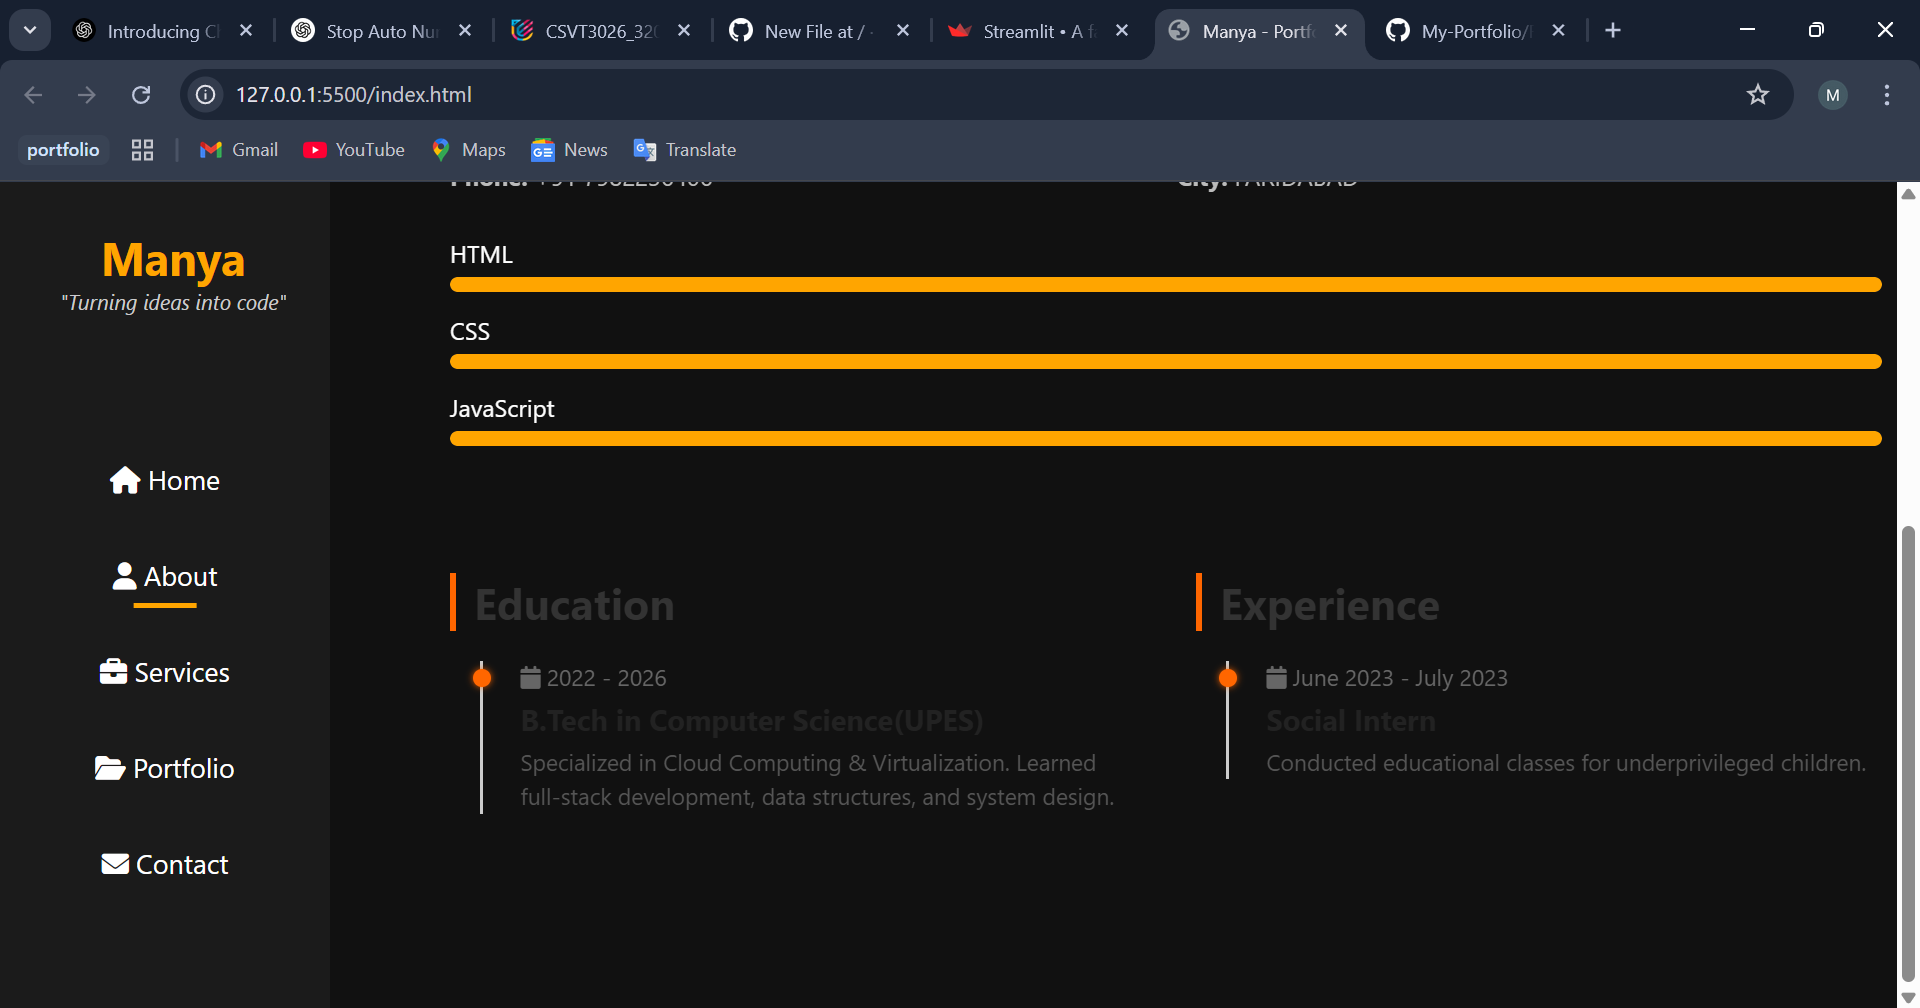 Introducing C
Stop Auto Nu
CSVT3026_320
New File at /
Streamlit • A f
Manya - Portf
My-Portfolio/
127.0.0.1:5500/index.html
M
portfolio
Gmail
YouTube
Maps
News
Translate
Manya
"Turning ideas into code"
Home
About
Services
Portfolio
Contact
Phone:
City: FARIDABAD
HTML
CSS
JavaScript
Education
2022 - 2026
B.Tech in Computer Science(UPES)
Specialized in Cloud Computing & Virtualization. Learned
full-stack development, data structures, and system design.
Experience
June 2023 - July 2023
Social Intern
Conducted educational classes for underprivileged children.